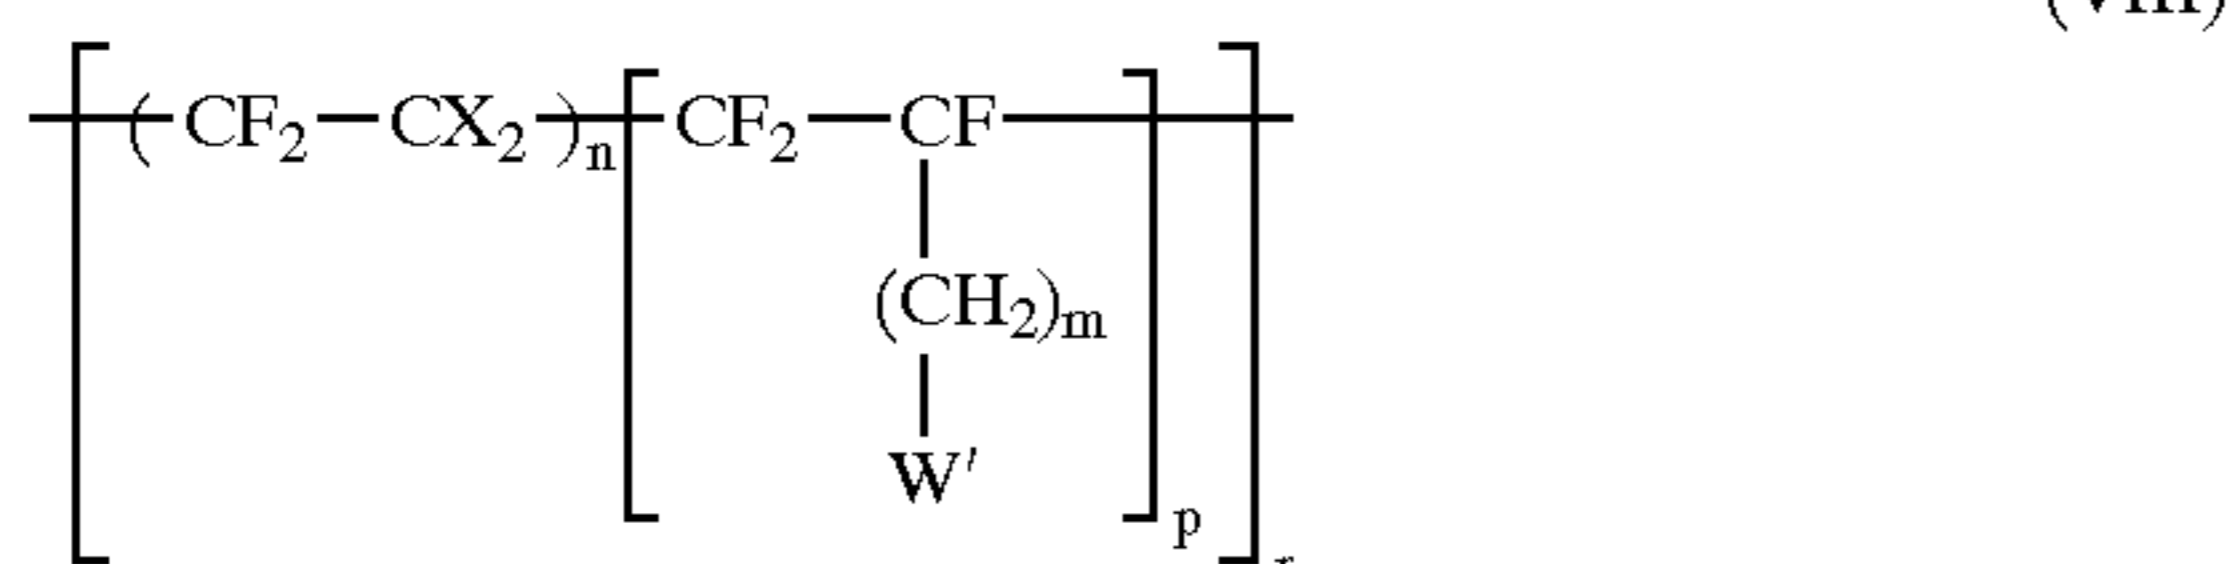 (VIII)
[(CF2—CX2)n[CF2—CF]p]r
(CH2)m
W'